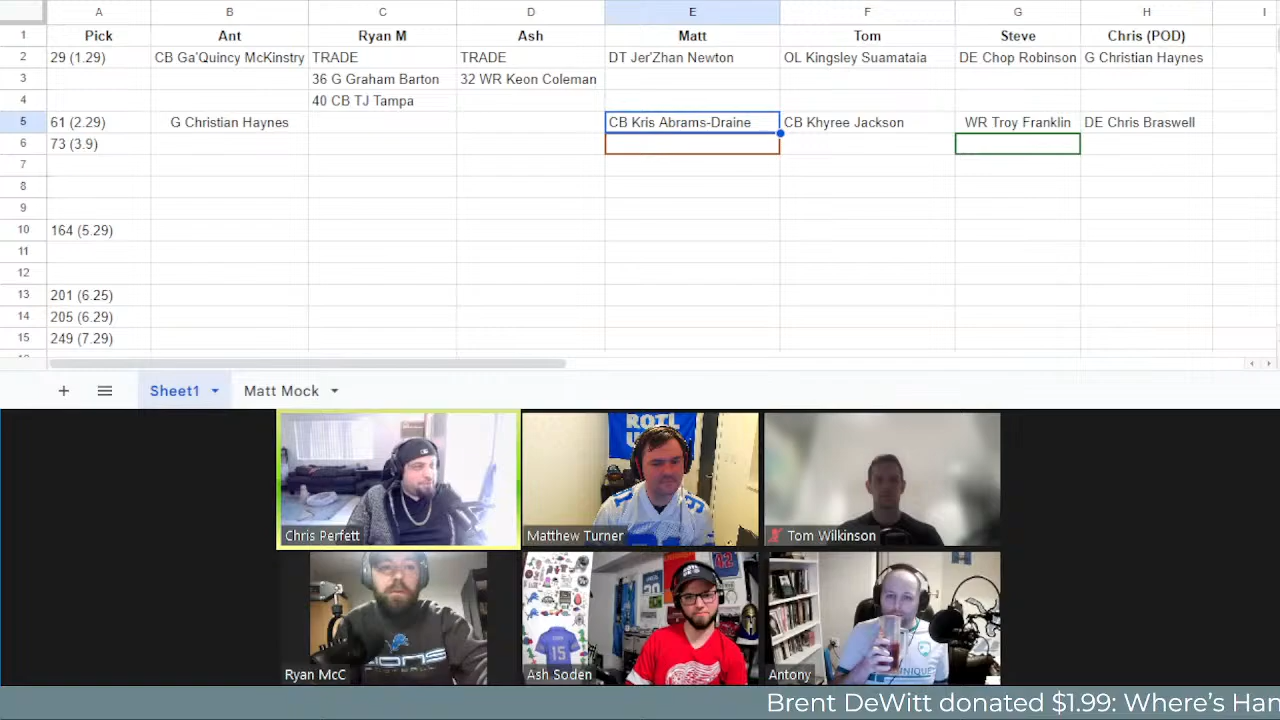 A B C D E F G H I
1 Pick Ant Ryan M Ash Matt Tom Steve Chris (POD)
2 29 (1.29) CB Ga'Quincy McKinstry TRADE TRADE DT Jer'Zhan Newton OL Kingsley Suamataia DE Chop Robinson G Christian Haynes
3 36 G Graham Barton 32 WR Keon Coleman
4 40 CB TJ Tampa
5 61 (2.29) G Christian Haynes CB Kris Abrams-Draine CB Khyree Jackson WR Troy Franklin DE Chris Braswell
6 73 (3.9)
7
8
9
10 164 (5.29)
11
12
13 201 (6.25)
14 205 (6.29)
15 249 (7.29)
Sheet1 Matt Mock
ROTL
Chris Perfett Matthew Turner Tom Wilkinson
42
LIONS
15
UNIQUE
Ryan McC Ash Soden Antony
Brent DeWitt donated $1.99: Where's Han